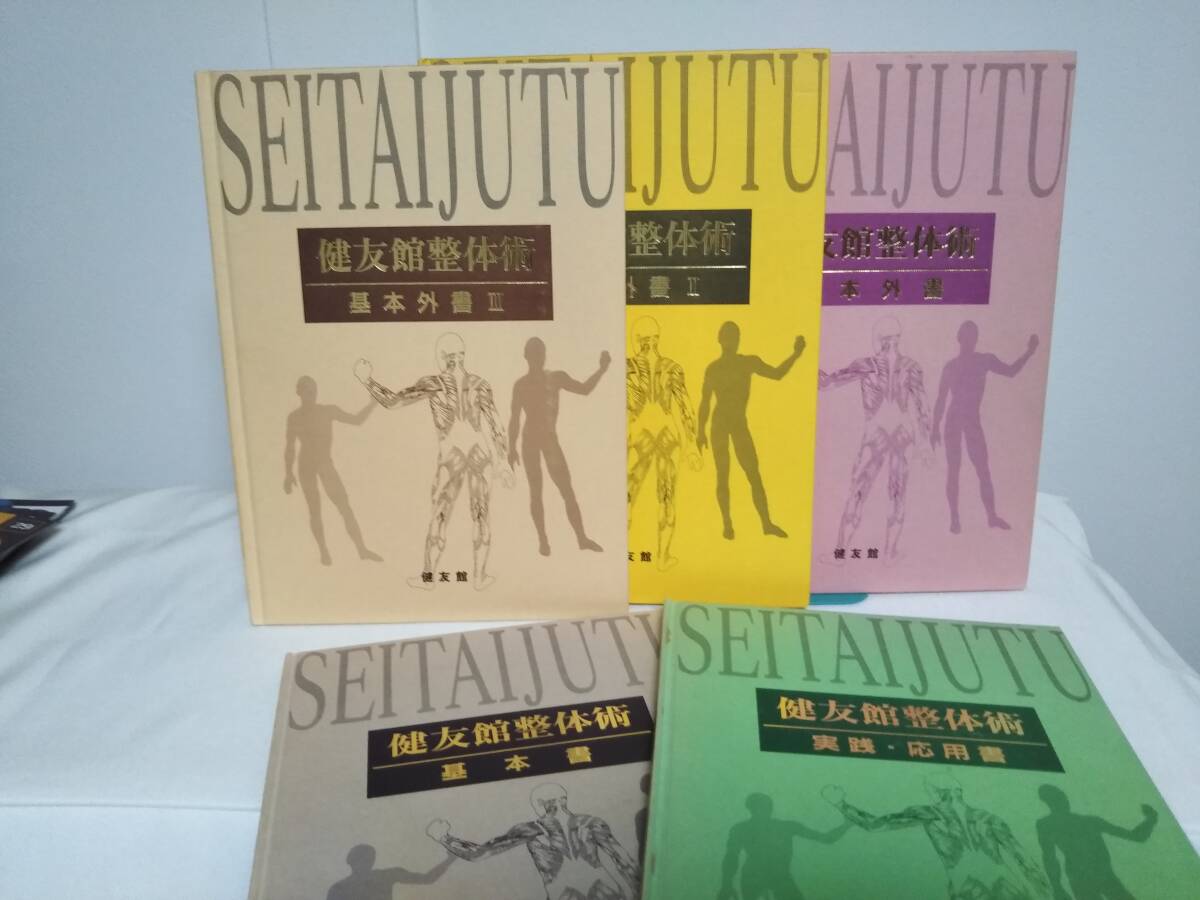 SEITAIJUTU
健友館整体術
基本外書 III
健友館
IJUTU
整体術
外書 II
友館
AIJUTU
友館整体術
本外書
健友館
SEITAIJUTU
健友館整体術
基本書
SEITAIJUTU
健友館整体術
実践・応用書